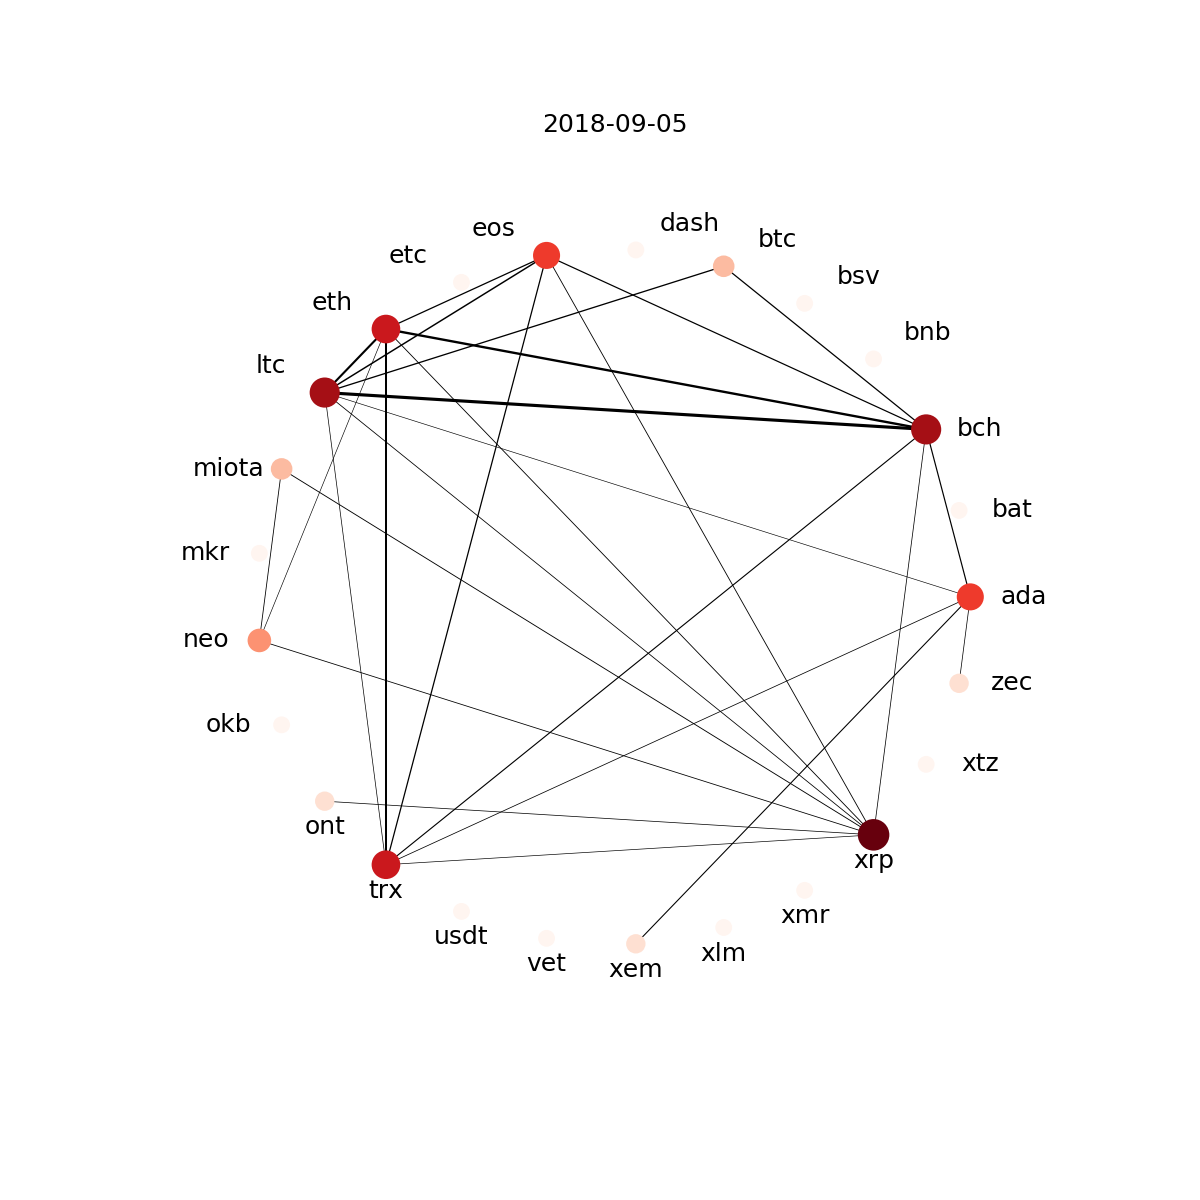 2018-09-05
dash
eos
btc
etc
bsv
eth
bnb
ltc
bch
miota
bat
mkr
ada
neo
zec
okb
xtz
ont
xrp
trx
xmr
usdt
xlm
vet
xem